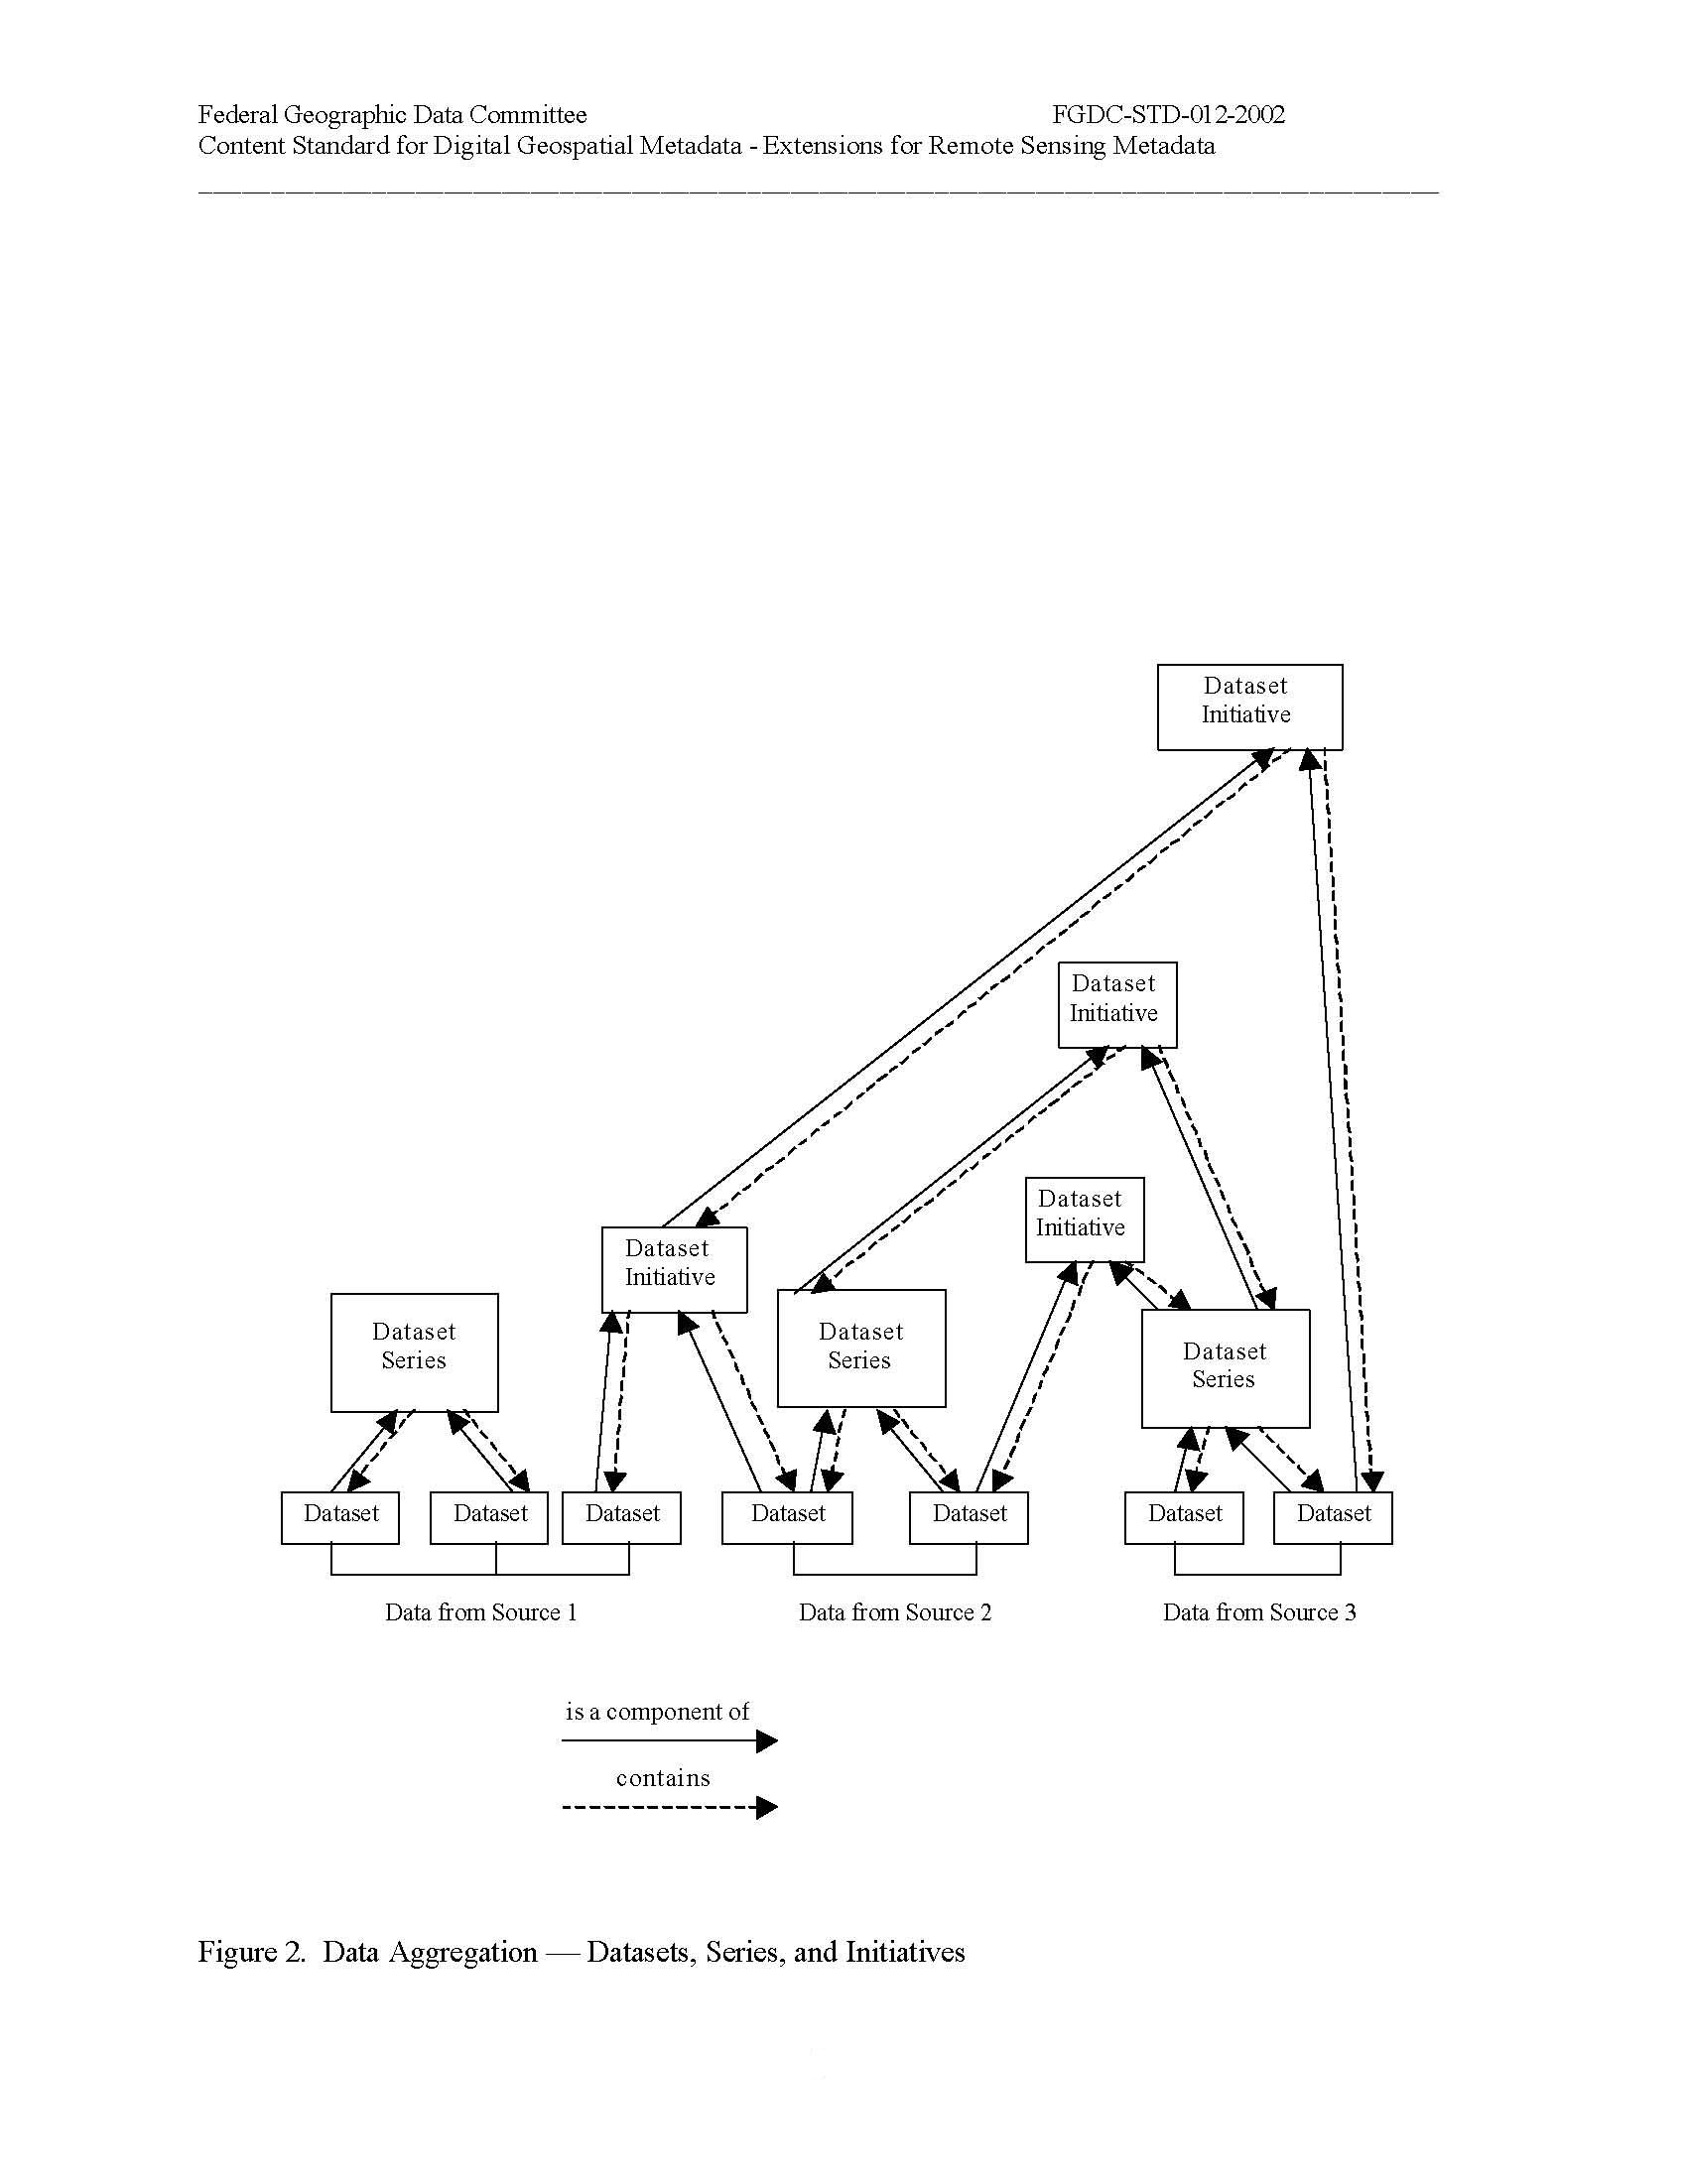 Federal Geographic Data Committee FGDC-STD-012-2002
Content Standard for Digital Geospatial Metadata - Extensions for Remote Sensing Metadata
Dataset
Initiative
Dataset
Initiative
Dataset
Initiative
Dataset
Initiative
Dataset
Series
Dataset
Series
Dataset
Series
Dataset Dataset Dataset Dataset Dataset Dataset Dataset
Data from Source 1 Data from Source 2 Data from Source 3
is a component of
contains
Figure 2. Data Aggregation — Datasets, Series, and Initiatives